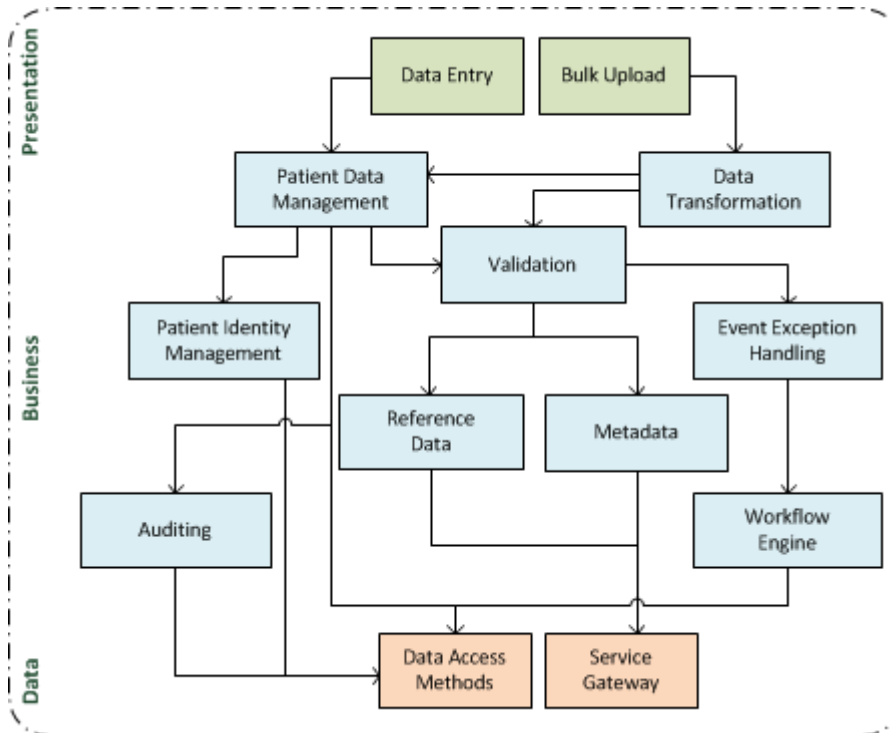 Presentation
Data Entry
Bulk Upload
Patient Data
Management
Data
Transformation
Validation
Business
Patient Identity
Management
Event Exception
Handling
Reference
Data
Metadata
Auditing
Workflow
Engine
Data
Data Access
Methods
Service
Gateway